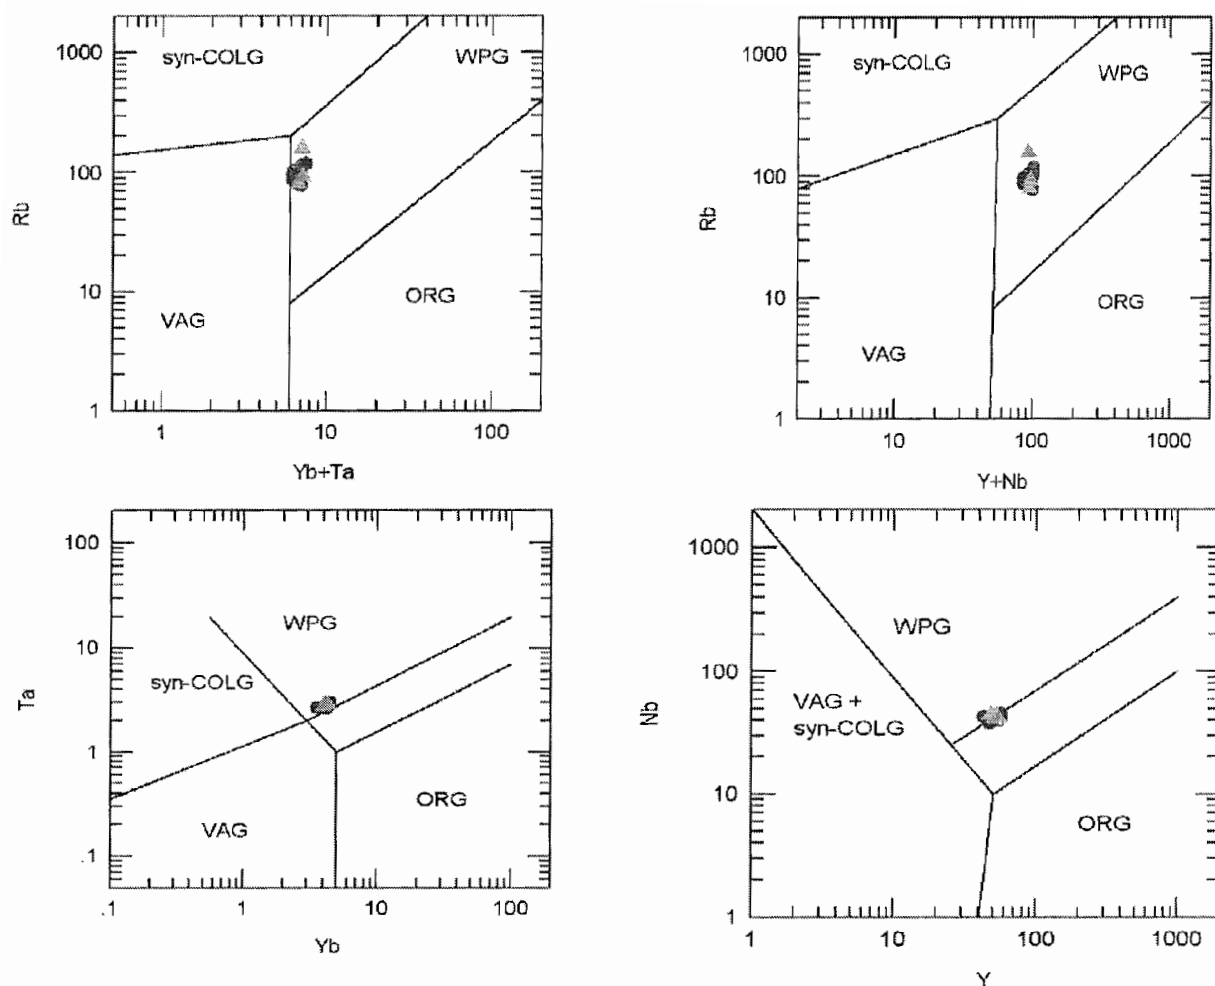 1000
syn-COLG
WPG
100
Rb
10
VAG
ORG
1
1
10
100
Yb+Ta
1000
syn-COLG
WPG
100
Rb
10
VAG
ORG
1
10
100
1000
Y+Nb
100
WPG
10
syn-COLG
Ta
1
VAG
ORG
.1
.1
1
10
100
Yb
1000
WPG
100
VAG +
syn-COLG
Nb
10
ORG
1
1
10
100
1000
Y